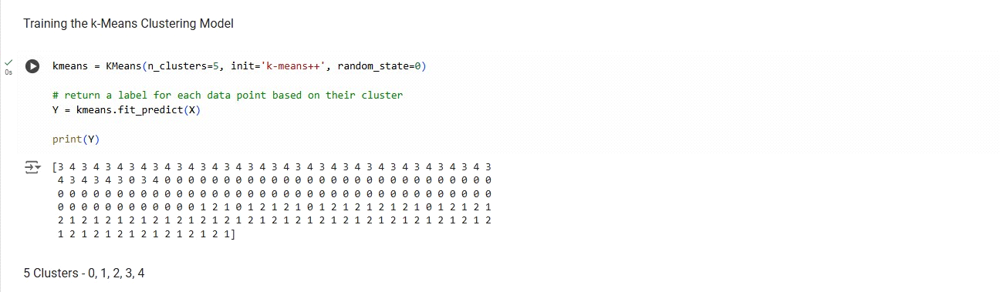 Training the k-Means Clustering Model
0s
kmeans = KMeans(n_clusters=5, init='k-means++', random_state=0)
# return a label for each data point based on their cluster
Y = kmeans.fit_predict(X)
print(Y)
[3 4 3 4 3 4 3 4 3 4 3 4 3 4 3 4 3 4 3 4 3 4 3 4 3 4 3 4 3 4 3 4 3 4 3 4 3
4 3 4 3 4 3 0 3 4 0 0 0 0 0 0 0 0 0 0 0 0 0 0 0 0 0 0 0 0 0 0 0 0 0 0 0 0
0 0 0 0 0 0 0 0 0 0 0 0 0 0 0 0 0 0 0 0 0 0 0 0 0 0 0 0 0 0 0 0 0 0 0 0 0
0 0 0 0 0 0 0 0 0 0 0 0 1 2 1 0 1 2 1 2 1 0 1 2 1 2 1 2 1 2 1 0 1 2 1 2 1
2 1 2 1 2 1 2 1 2 1 2 1 2 1 2 1 2 1 2 1 2 1 2 1 2 1 2 1 2 1 2 1 2 1 2 1 2
1 2 1 2 1 2 1 2 1 2 1 2 1 2 1]
5 Clusters - 0, 1, 2, 3, 4